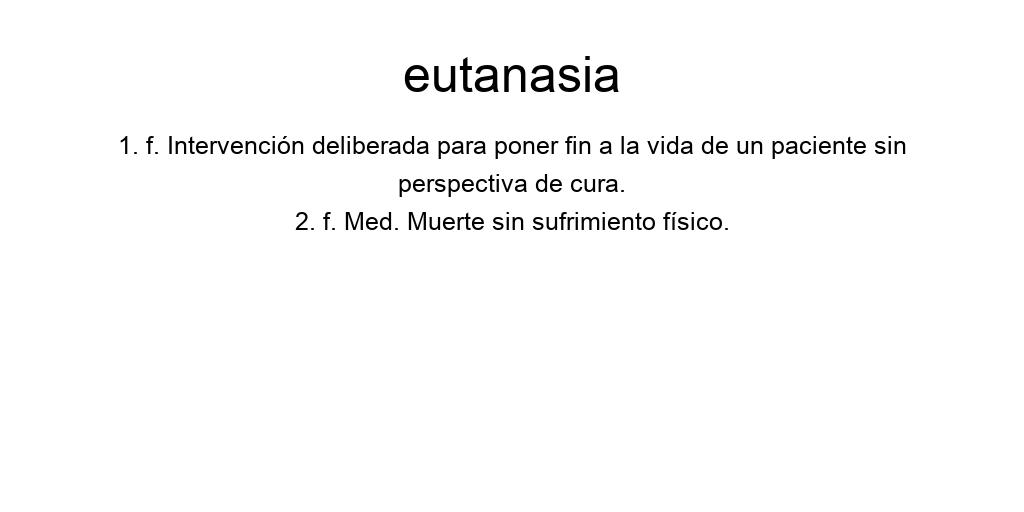 eutanasia
1. f. Intervención deliberada para poner fin a la vida de un paciente sin
perspectiva de cura.
2. f. Med. Muerte sin sufrimiento físico.